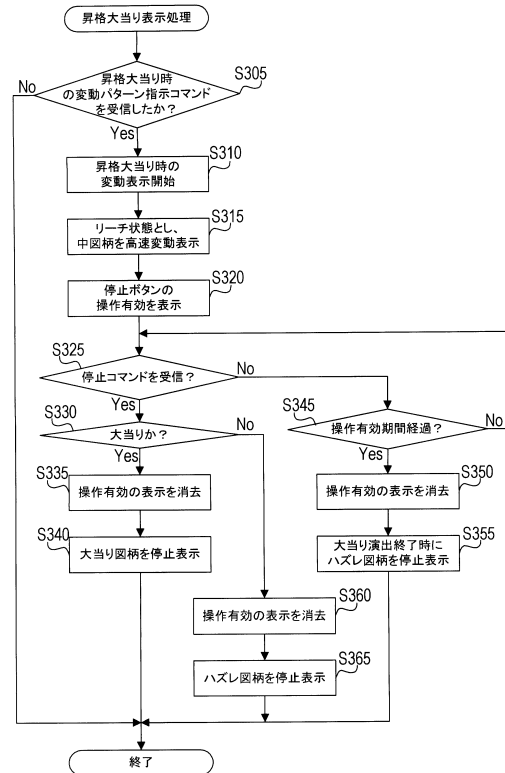 昇格大当り表示処理
昇格大当り時
の変動パターン指示コマンド
を受信したか？
S305
No
Yes
昇格大当り時の
変動表示開始
S310
リーチ状態とし、
中図柄を高速変動表示
S315
停止ボタンの
操作有効を表示
S320
S325
停止コマンドを受信？
No
Yes
S330
大当りか？
No
Yes
S345
操作有効期間経過？
No
Yes
S335
操作有効の表示を消去
操作有効の表示を消去
S350
S340
大当り図柄を停止表示
大当り演出終了時に
ハズレ図柄を停止表示
S355
操作有効の表示を消去
S360
ハズレ図柄を停止表示
S365
終了